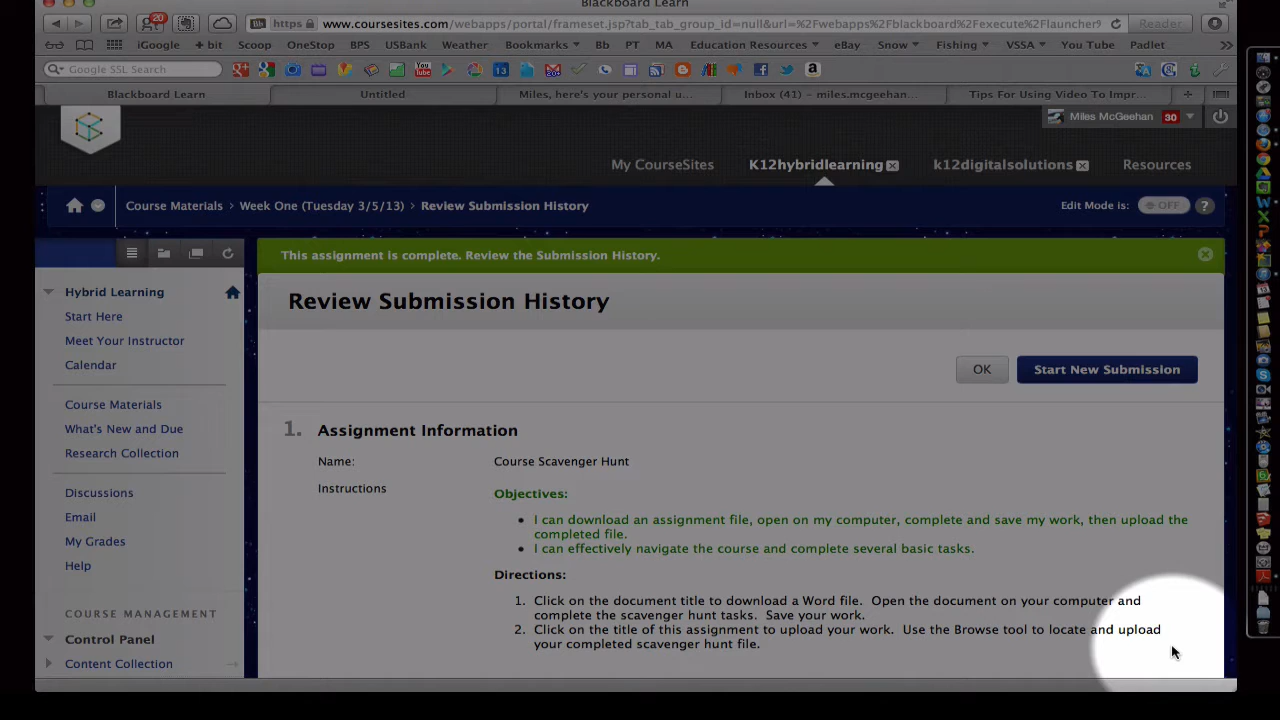 Blackboard Learn
20
Bb https www.coursesites.com/webapps/portal/frameset.jsp?tab_tab_group_id=null&url=%2Fwebapps%2Fblackboard%2Fexecute%2Flauncher? Reader
iGoogle + bit Scoop OneStop BPS USBank Weather Bookmarks Bb PT MA Education Resources eBay Snow Fishing VSSA You Tube Padlet
Google SSL Search
Blackboard Learn Untitled Miles, here's your personal u... Inbox (41) – miles.mcgeehan... Tips For Using Video To Impr...
Miles McGeehan 30
My CourseSites K12hybridlearning k12digitalsolutions Resources
Course Materials Week One (Tuesday 3/5/13) Review Submission History Edit Mode is: OFF ?
This assignment is complete. Review the Submission History.
Hybrid Learning
Start Here
Meet Your Instructor
Calendar
Course Materials
What's New and Due
Research Collection
Discussions
Email
My Grades
Help
COURSE MANAGEMENT
Control Panel
Content Collection
Review Submission History
OK Start New Submission
1. Assignment Information
Name: Course Scavenger Hunt
Instructions
Objectives:
• I can download an assignment file, open on my computer, complete and save my work, then upload the
completed file.
• I can effectively navigate the course and complete several basic tasks.
Directions:
1. Click on the document title to download a Word file. Open the document on your computer and
complete the scavenger hunt tasks. Save your work.
2. Click on the title of this assignment to upload your work. Use the Browse tool to locate and upload
your completed scavenger hunt file.